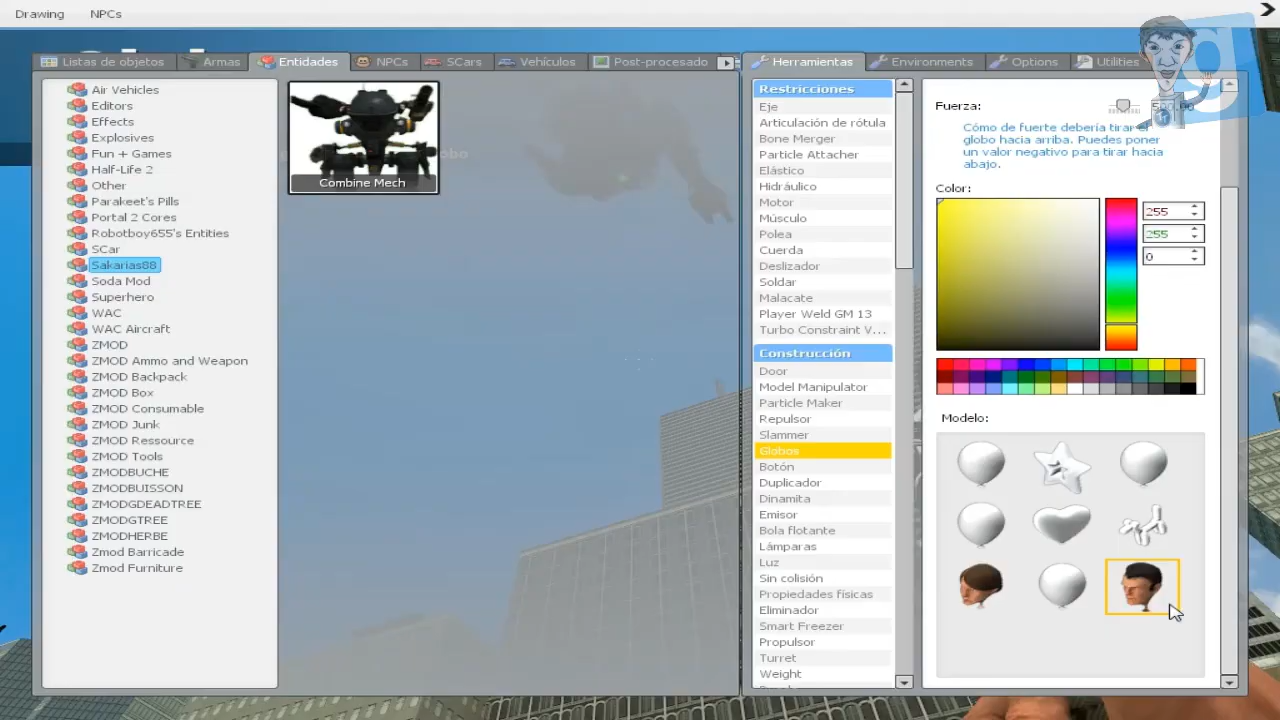 Drawing NPCs
Listas de objetos Armas Entidades NPCs SCars Vehículos Post-procesado
Herramientas Environments Options Utilities
Air Vehicles
Editors
Effects
Explosives
Fun + Games
Half-Life 2
Other
Parakeet's Pills
Portal 2 Cores
Robotboy655's Entities
SCar
Sakarias88
Soda Mod
Superhero
WAC
WAC Aircraft
ZMOD
ZMOD Ammo and Weapon
ZMOD Backpack
ZMOD Box
ZMOD Consumable
ZMOD Junk
ZMOD Ressource
ZMOD Tools
ZMODBUCHE
ZMODBUISSON
ZMODGDEADTREE
ZMODGTREE
ZMODHERBE
Zmod Barricade
Zmod Furniture
Combine Mech
Restricciones
Eje
Articulación de rótula
Bone Merger
Particle Attacher
Elástico
Hidráulico
Motor
Músculo
Polea
Cuerda
Deslizador
Soldar
Malacate
Player Weld GM 13
Turbo Constraint V...
Construcción
Door
Model Manipulator
Particle Maker
Repulsor
Slammer
Globos
Botón
Duplicador
Dinamita
Emisor
Bola flotante
Lámparas
Luz
Sin colisión
Propiedades físicas
Eliminador
Smart Freezer
Propulsor
Turret
Weight
Fuerza:
Cómo de fuerte debería tirar el
globo hacia arriba. Puedes poner
un valor negativo para tirar hacia
abajo.
Color:
255
255
0
Modelo: